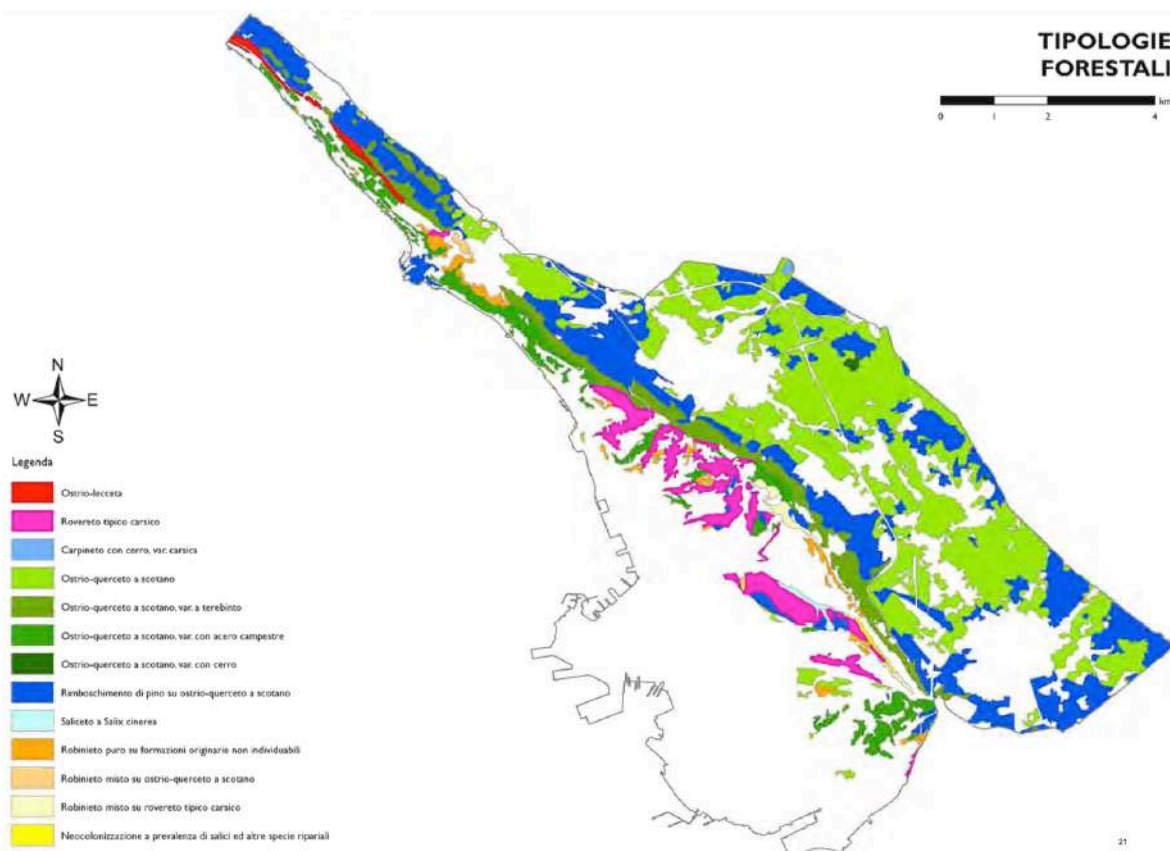 TIPOLOGIE
FORESTALI
km
0 1 2 4
N
W E
S
Legenda
Ostrio-lecceta
Rovereto tipico carsico
Carpineto con cerro, var. carsica
Ostrio-querceto a scotano
Ostrio-querceto a scotano, var. a terebinto
Ostrio-querceto a scotano, var. con acero campestre
Ostrio-querceto a scotano, var. con cerro
Rimboschimento di pino su ostrio-querceto a scotano
Saliceto a Salix cinerea
Robinieto puro su formazioni originarie non individuabili
Robinieto misto su ostrio-querceto a scotano
Robinieto misto su rovereto tipico carsico
Neocolonizzazione a prevalenza di salici ed altre specie ripariali
21